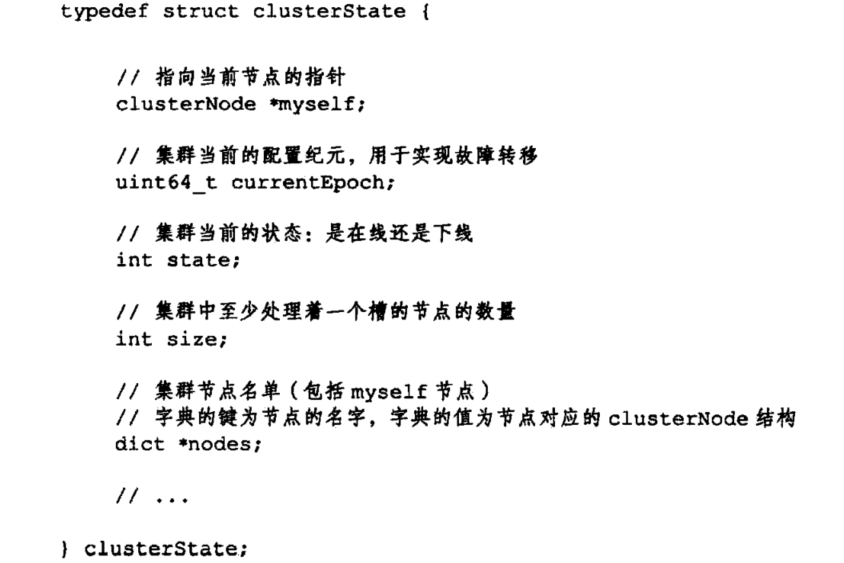 typedef struct clusterState {
// 指向当前节点的指针
clusterNode *myself;
// 集群当前的配置纪元，用于实现故障转移
uint64_t currentEpoch;
// 集群当前的状态：是在线还是下线
int state;
// 集群中至少处理着一个槽的节点的数量
int size;
// 集群节点名单（包括 myself 节点）
// 字典的键为节点的名字，字典的值为节点对应的 clusterNode 结构
dict *nodes;
// ...
} clusterState;